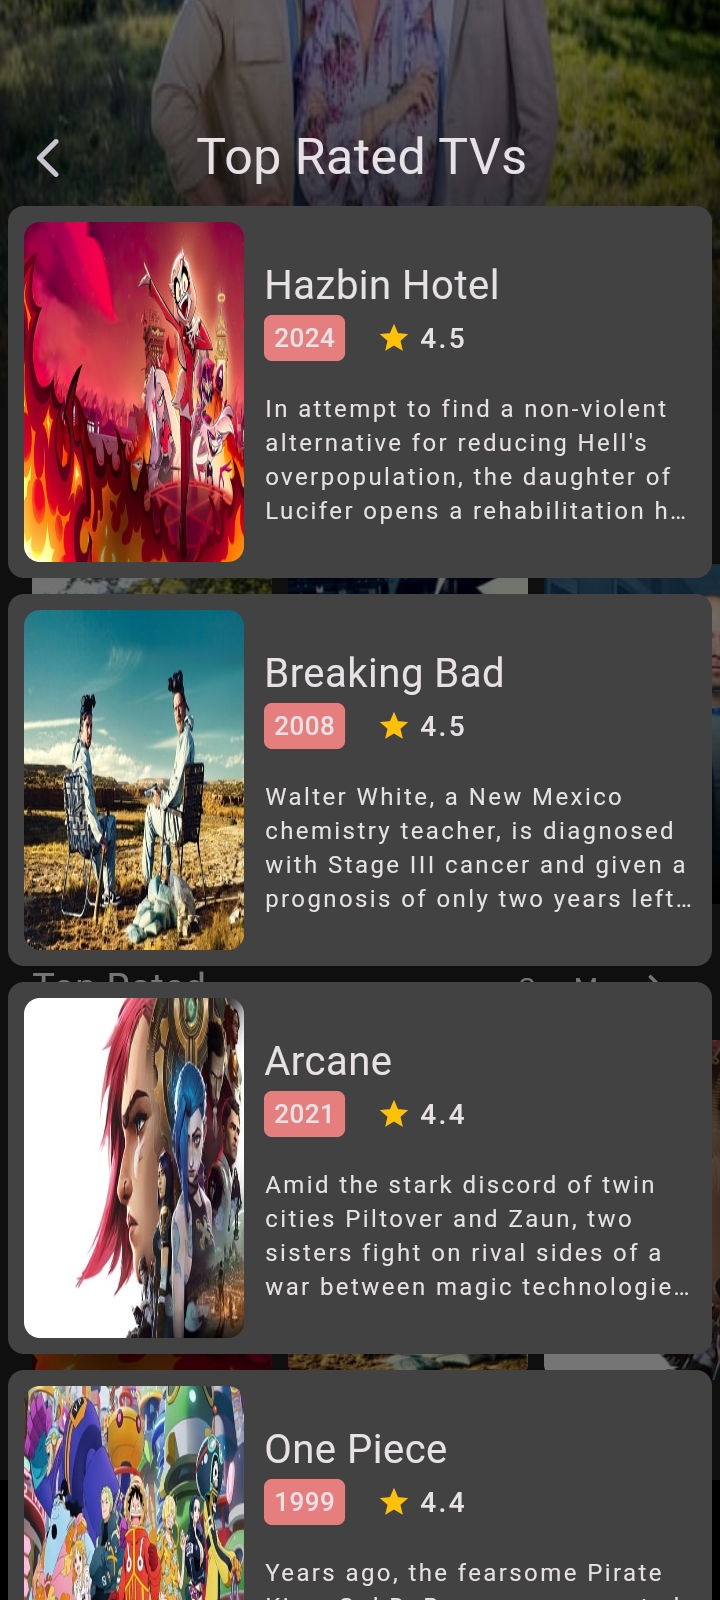 Top Rated TVs
Hazbin Hotel
2024 4.5
In attempt to find a non-violent
alternative for reducing Hell's
overpopulation, the daughter of
Lucifer opens a rehabilitation h…
Breaking Bad
2008 4.5
Walter White, a New Mexico
chemistry teacher, is diagnosed
with Stage III cancer and given a
prognosis of only two years left…
Top Rated
Arcane
2021 4.4
Amid the stark discord of twin
cities Piltover and Zaun, two
sisters fight on rival sides of a
war between magic technologie…
One Piece
1999 4.4
Years ago, the fearsome Pirate